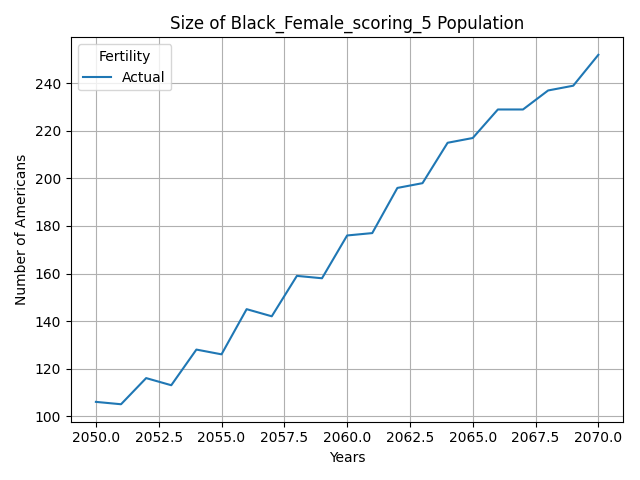 Size of Black_Female_scoring_5 Population
Fertility
Actual
Number of Americans
240
220
200
180
160
140
120
100
2050.0 2052.5 2055.0 2057.5 2060.0 2062.5 2065.0 2067.5 2070.0
Years